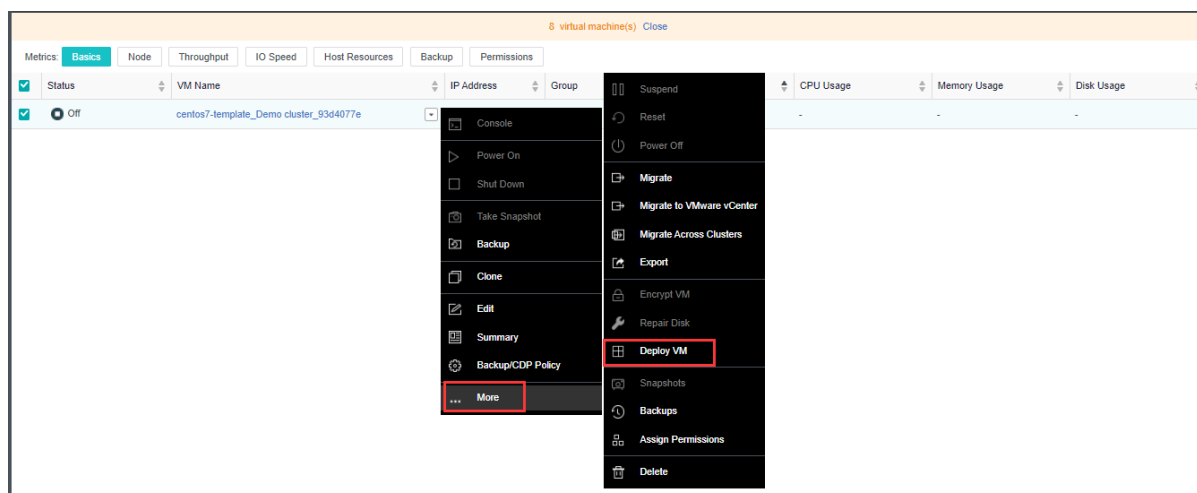 8 virtual machine(s) Close
Metrics: Basics Node Throughput IO Speed Host Resources Backup Permissions
Status VM Name IP Address Group CPU Usage Memory Usage Disk Usage
Off centos7-template_Demo cluster_93d4077e - - -
Console
Power On
Shut Down
Take Snapshot
Backup
Clone
Edit
Summary
Backup/CDP Policy
... More
Suspend
Reset
Power Off
Migrate
Migrate to VMware vCenter
Migrate Across Clusters
Export
Encrypt VM
Repair Disk
Deploy VM
Snapshots
Backups
Assign Permissions
Delete